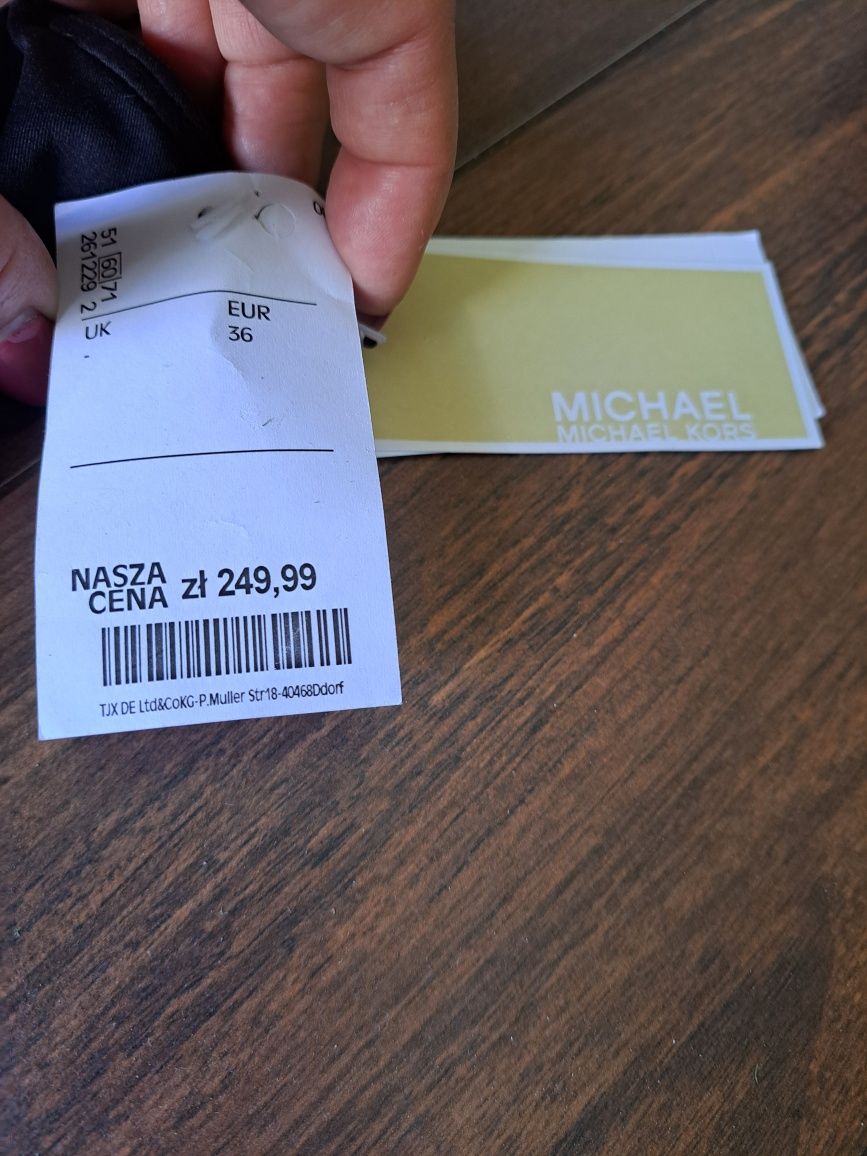 51 60 71
261229 2
UK
-
EUR
36
NASZA
CENA
zł 249,99
TJX DE Ltd&CoKG-P.Muller Str18-40468Ddorf
MICHAEL
MICHAEL KORS